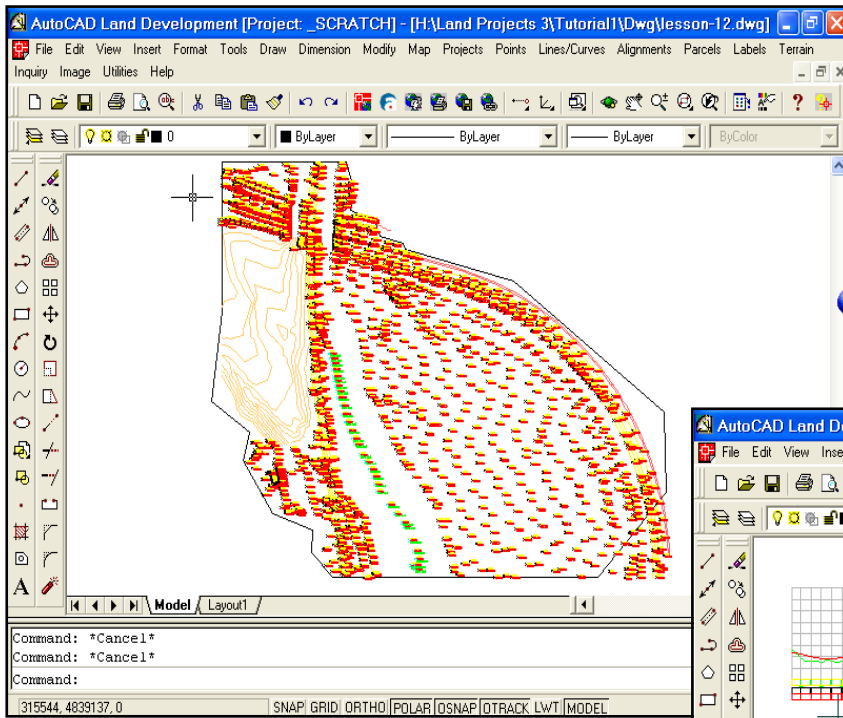 AutoCAD Land Development [Project: _SCRATCH] - [H:\Land Projects 3\Tutorial1\Dwg\lesson-12.dwg]
File Edit View Insert Format Tools Draw Dimension Modify Map Projects Points Lines/Curves Alignments Parcels Labels Terrain
Inquiry Image Utilities Help
0 ByLayer ByLayer ByLayer ByColor
A
Model Layout1
Command: *Cancel*
Command: *Cancel*
Command:
315544, 4839137, 0 SNAP GRID ORTHO POLAR OSNAP OTRACK LWT MODEL
AutoCAD Land De
File Edit View Inse